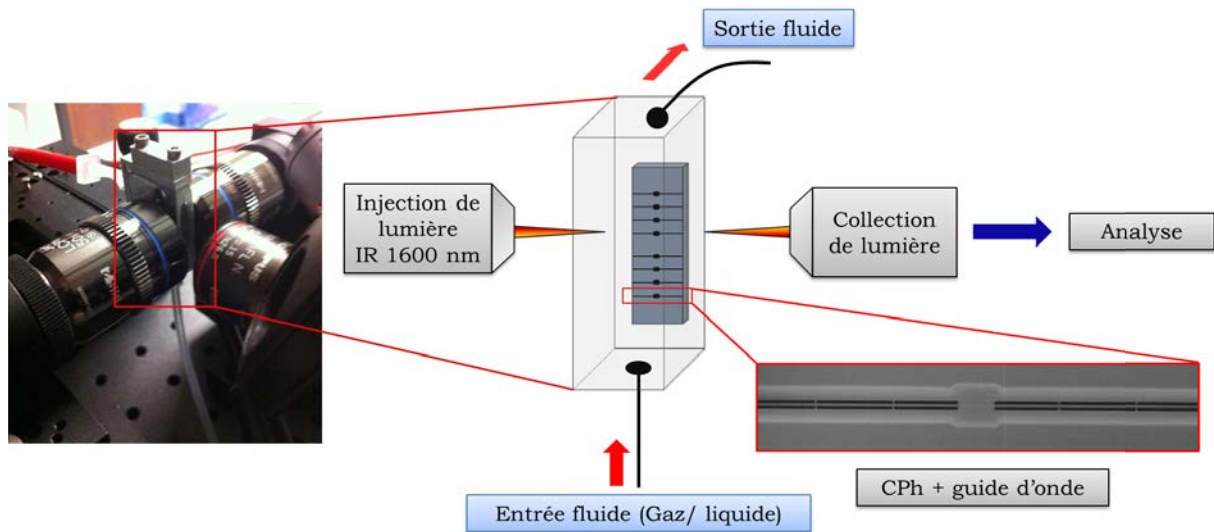 Sortie fluide
Injection de
lumière
IR 1600 nm
Collection
de lumière
Analyse
CPh + guide d'onde
Entrée fluide (Gaz/ liquide)